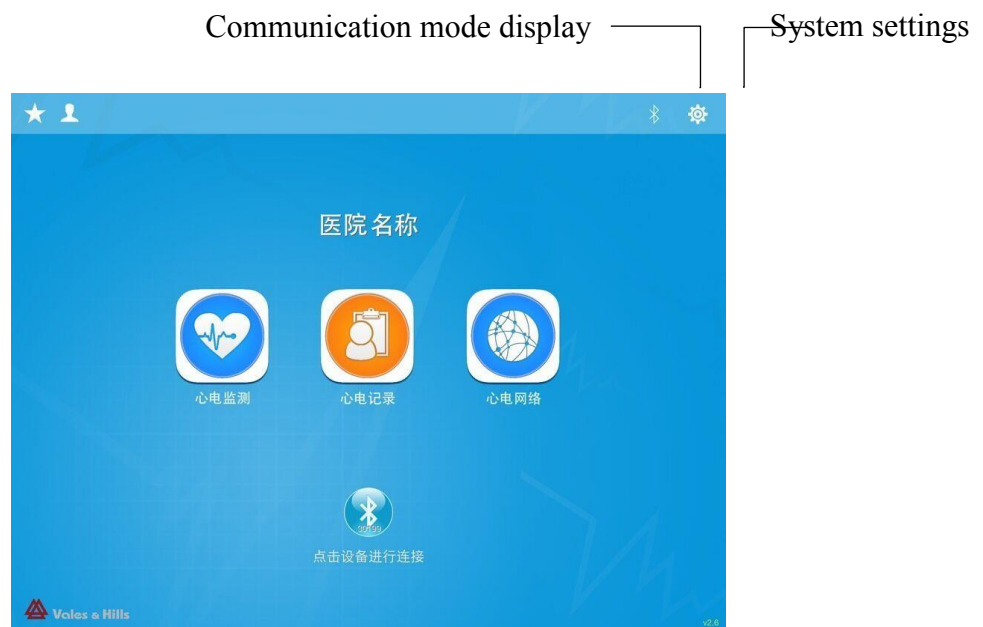 Communication mode display
System settings
医院名称
心电监测
心电记录
心电网络
点击设备进行连接
Vales & Hills
v2.6